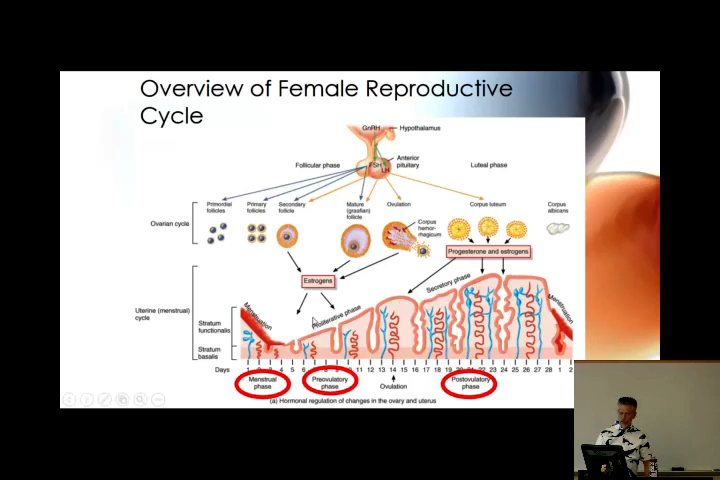 Overview of Female Reproductive
Cycle
GnRH
Hypothalamus
Follicular phase
FSH
LH
Anterior
pituitary
Luteal phase
Primordial
follicles
Primary
follicles
Secondary
follicle
Mature
(graafian)
follicle
Ovulation
Corpus luteum
Corpus
albicans
Ovarian cycle
Corpus
hemor-
rhagicum
Progesterone and estrogens
Estrogens
Uterine (menstrual)
cycle
Menstruation
Proliferative phase
Secretory phase
Menstruation
Stratum
functionalis
Stratum
basalis
Days 1 2 3 4 5 6 7 8 9 10 11 12 13 14 15 16 17 18 19 20 21 22 23 24 25 26 27 28 1 2
Menstrual
phase
Preovulatory
phase
Ovulation
Postovulatory
phase
(a) Hormonal regulation of changes in the ovary and uterus